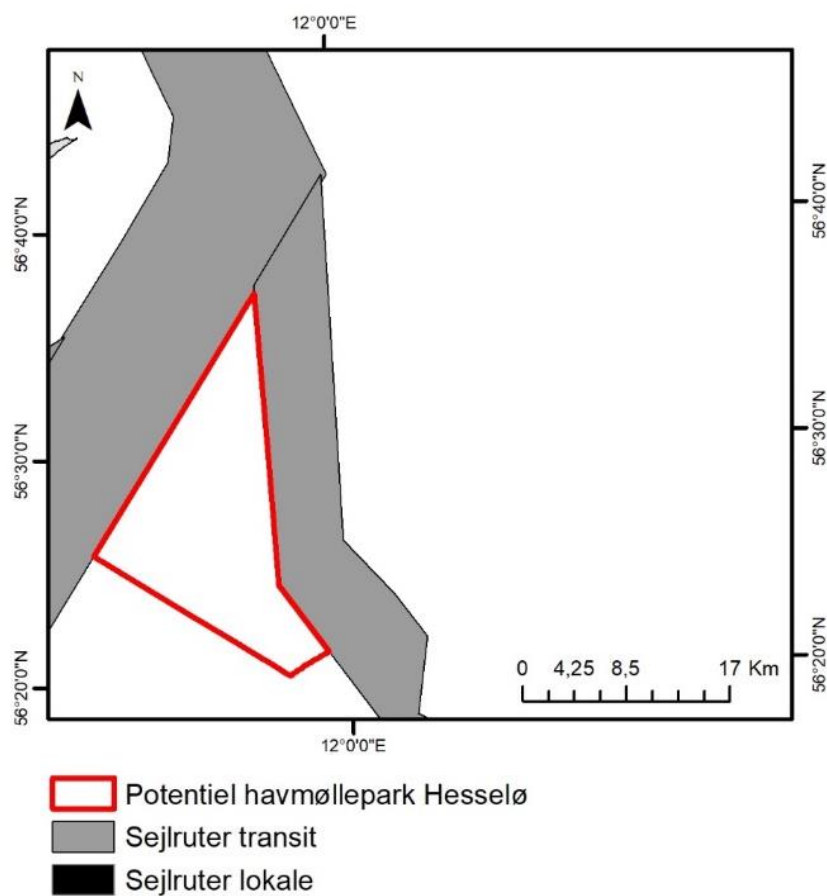 12°0'0"E
N
56°40'0"N
56°40'0"N
56°30'0"N
56°30'0"N
56°20'0"N
56°20'0"N
0 4,25 8,5 17 Km
12°0'0"E
Potentiel havmøllepark Hesselø
Sejlruter transit
Sejlruter lokale